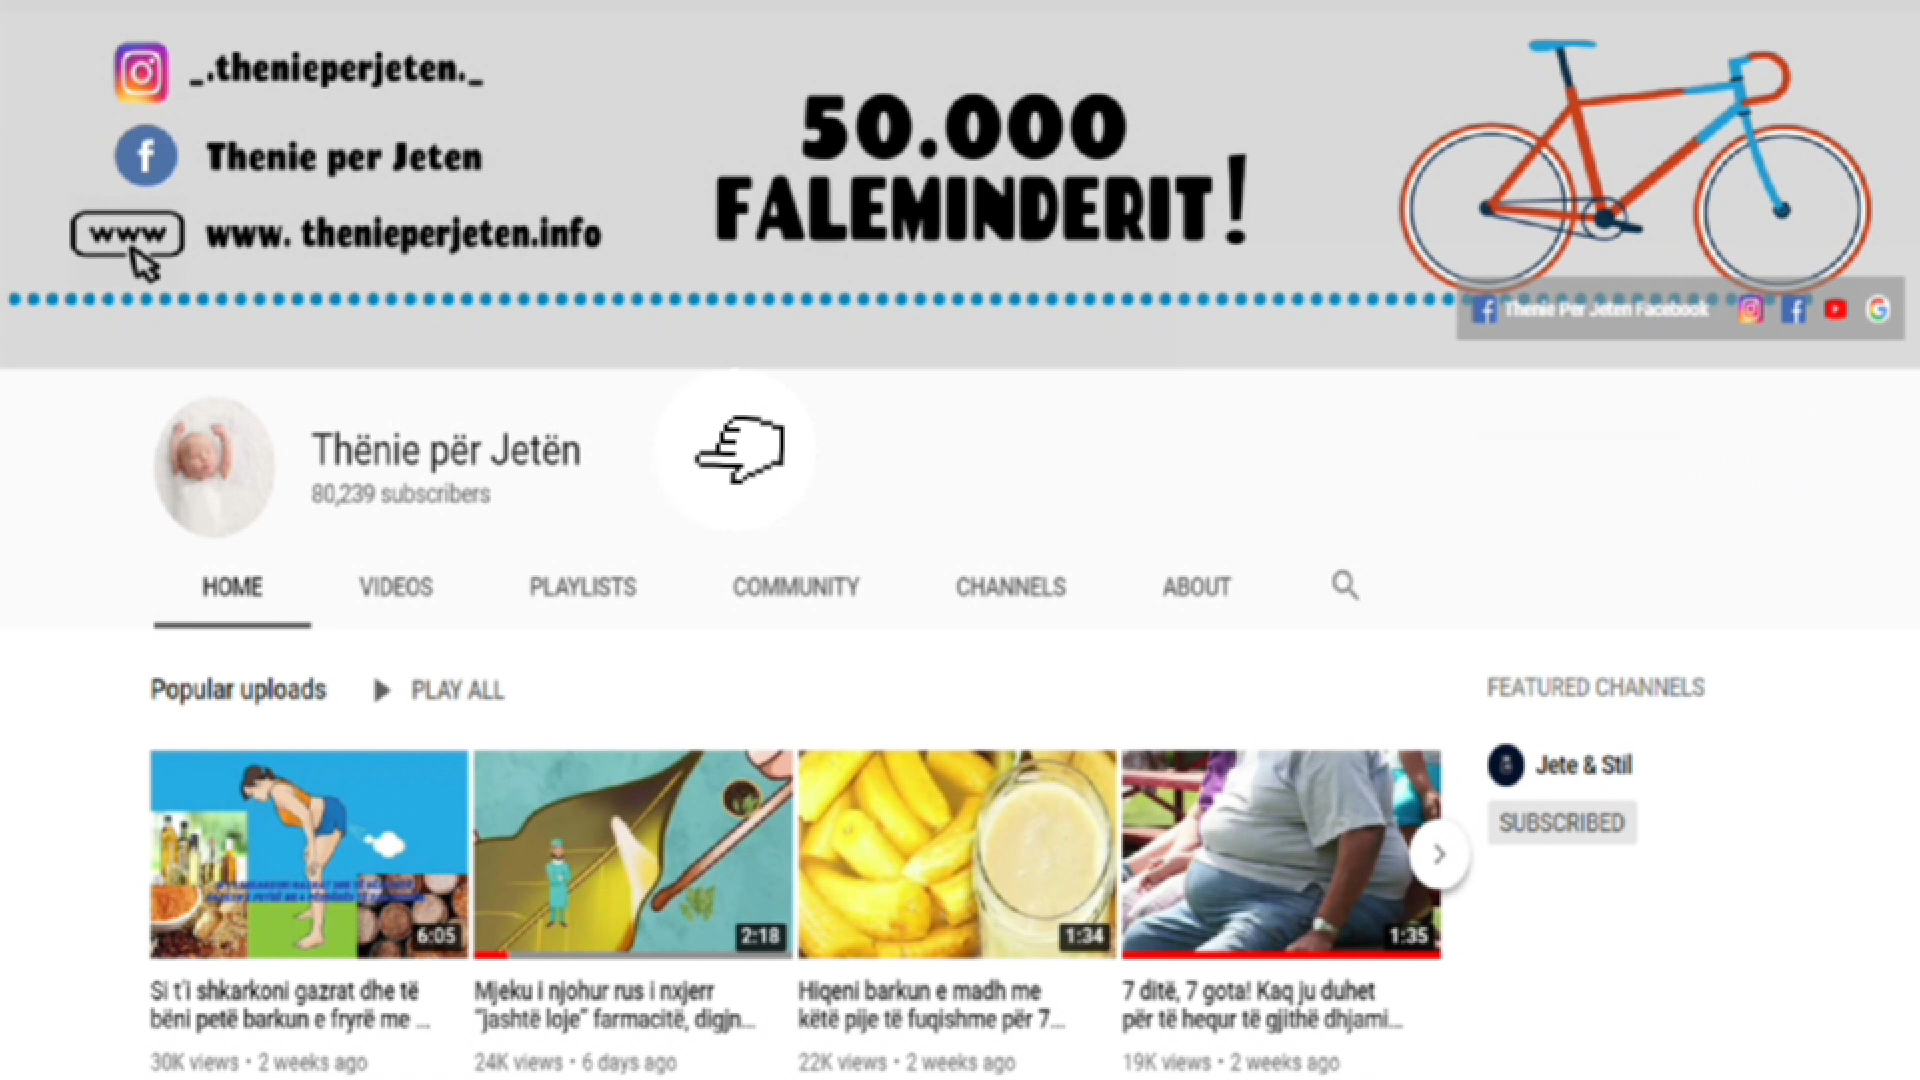 _.thenieperjeten._
Thenie per Jeten
www
www. thenieperjeten.info
50.000
FALEMINDERIT!
Thenie Per Jeten Facebook
Thënie për Jetën
80,239 subscribers
HOME VIDEOS PLAYLISTS COMMUNITY CHANNELS ABOUT
Popular uploads PLAY ALL
FEATURED CHANNELS
Jete & Stil
SUBSCRIBED
6:05 2:18 1:34 1:35
Si t'i shkarkoni gazrat dhe të
bëni petë barkun e fryrë me ...
30K views • 2 weeks ago
Mjeku i njohur rus i nxjerr
"jashtë loje" farmacitë, digjn...
24K views • 6 days ago
Hiqeni barkun e madh me
këtë pije të fuqishme për 7...
22K views • 2 weeks ago
7 ditë, 7 gota! Kaq ju duhet
për të hequr të gjithë dhjami...
19K views • 2 weeks ago